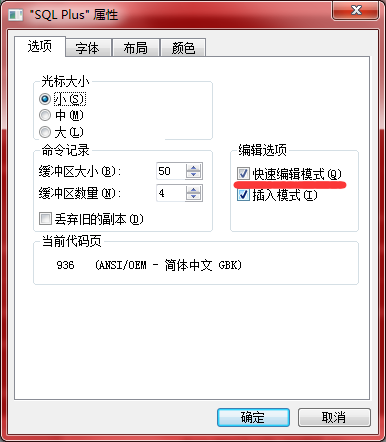 "SQL Plus" 属性
选项 字体 布局 颜色
光标大小
小(S)
中(M)
大(L)
命令记录
缓冲区大小(B): 50
缓冲区数量(N): 4
丢弃旧的副本(D)
编辑选项
快速编辑模式(Q)
插入模式(I)
当前代码页
936 (ANSI/OEM - 简体中文 GBK)
确定 取消